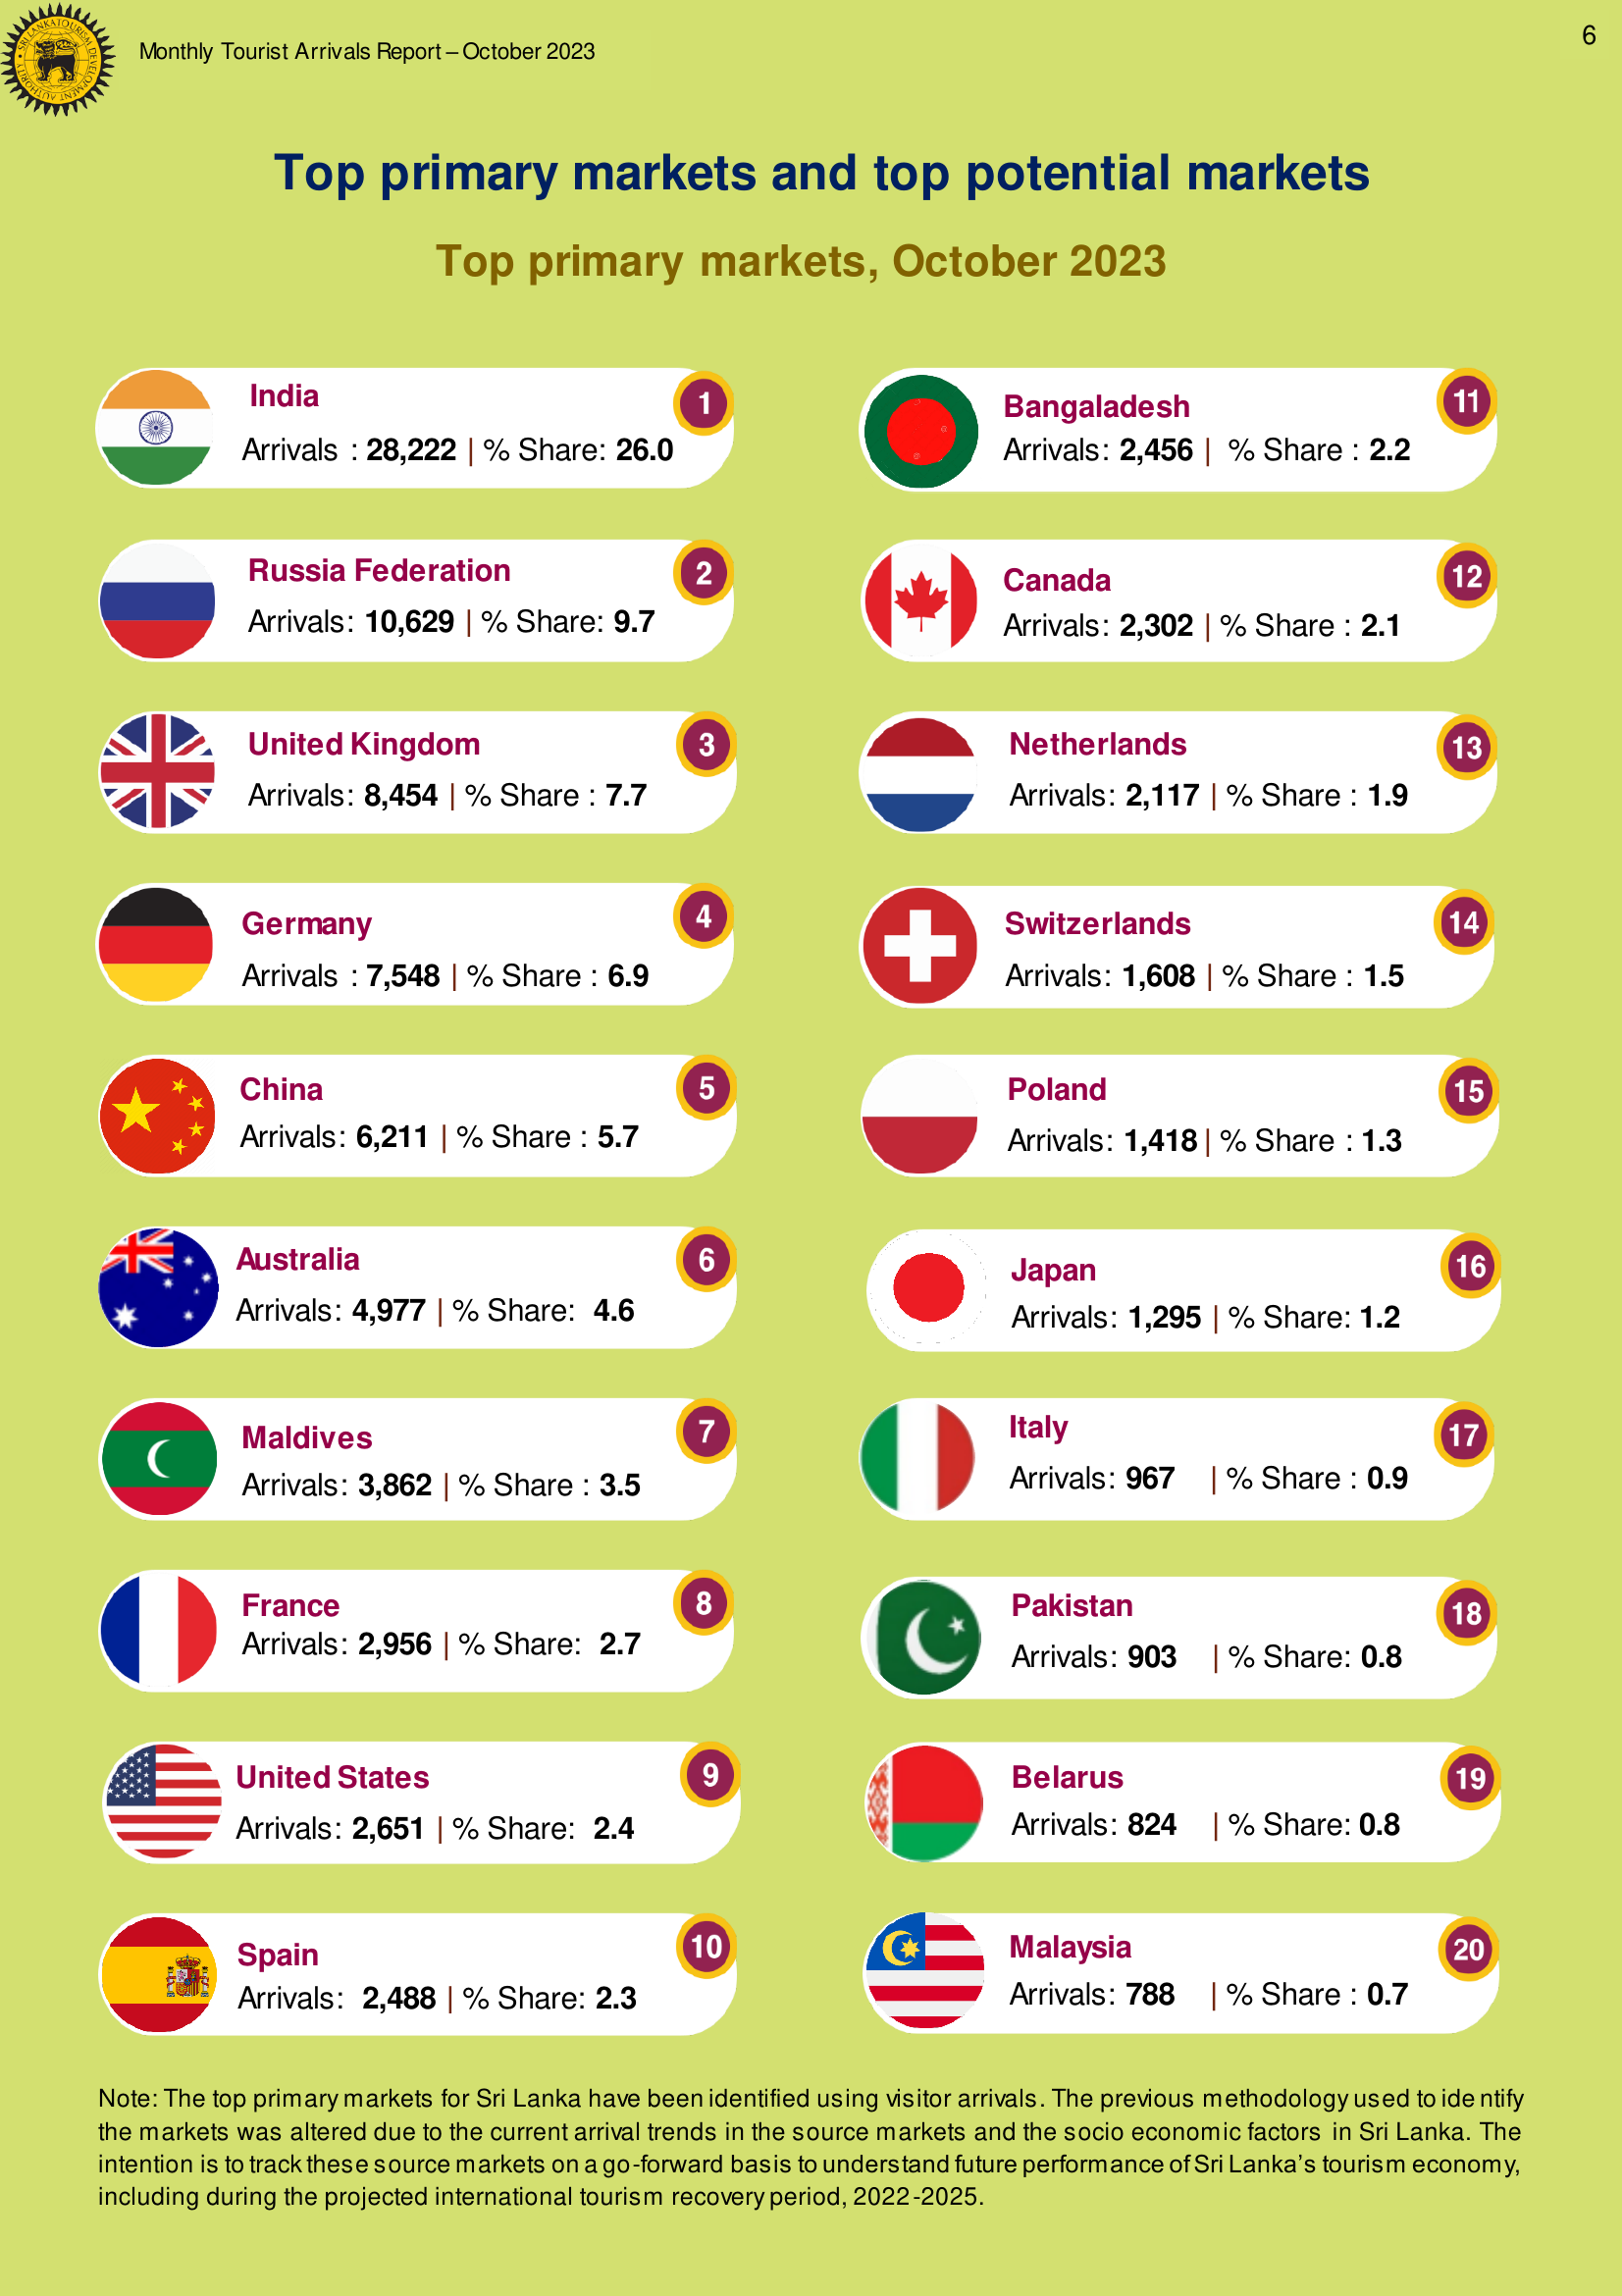 SRI LANKA TOURISM DEVELOPMENT AUTHORITY
Monthly Tourist Arrivals Report – October 2023
6
Top primary markets and top potential markets
Top primary markets, October 2023
India
1
Arrivals : 28,222 | % Share: 26.0
Russia Federation
2
Arrivals: 10,629 | % Share: 9.7
United Kingdom
3
Arrivals: 8,454 | % Share : 7.7
Germany
4
Arrivals : 7,548 | % Share : 6.9
China
5
Arrivals: 6,211 | % Share : 5.7
Australia
6
Arrivals: 4,977 | % Share: 4.6
Maldives
7
Arrivals: 3,862 | % Share : 3.5
France
8
Arrivals: 2,956 | % Share: 2.7
United States
9
Arrivals: 2,651 | % Share: 2.4
Spain
10
Arrivals: 2,488 | % Share: 2.3
Bangaladesh
11
Arrivals: 2,456 | % Share : 2.2
Canada
12
Arrivals: 2,302 | % Share : 2.1
Netherlands
13
Arrivals: 2,117 | % Share : 1.9
Switzerlands
14
Arrivals: 1,608 | % Share : 1.5
Poland
15
Arrivals: 1,418 | % Share : 1.3
Japan
16
Arrivals: 1,295 | % Share: 1.2
Italy
17
Arrivals: 967 | % Share : 0.9
Pakistan
18
Arrivals: 903 | % Share: 0.8
Belarus
19
Arrivals: 824 | % Share: 0.8
Malaysia
20
Arrivals: 788 | % Share : 0.7
Note: The top primary markets for Sri Lanka have been identified using visitor arrivals. The previous methodology used to identify
the markets was altered due to the current arrival trends in the source markets and the socio economic factors in Sri Lanka. The
intention is to track these source markets on a go-forward basis to understand future performance of Sri Lanka's tourism economy,
including during the projected international tourism recovery period, 2022-2025.